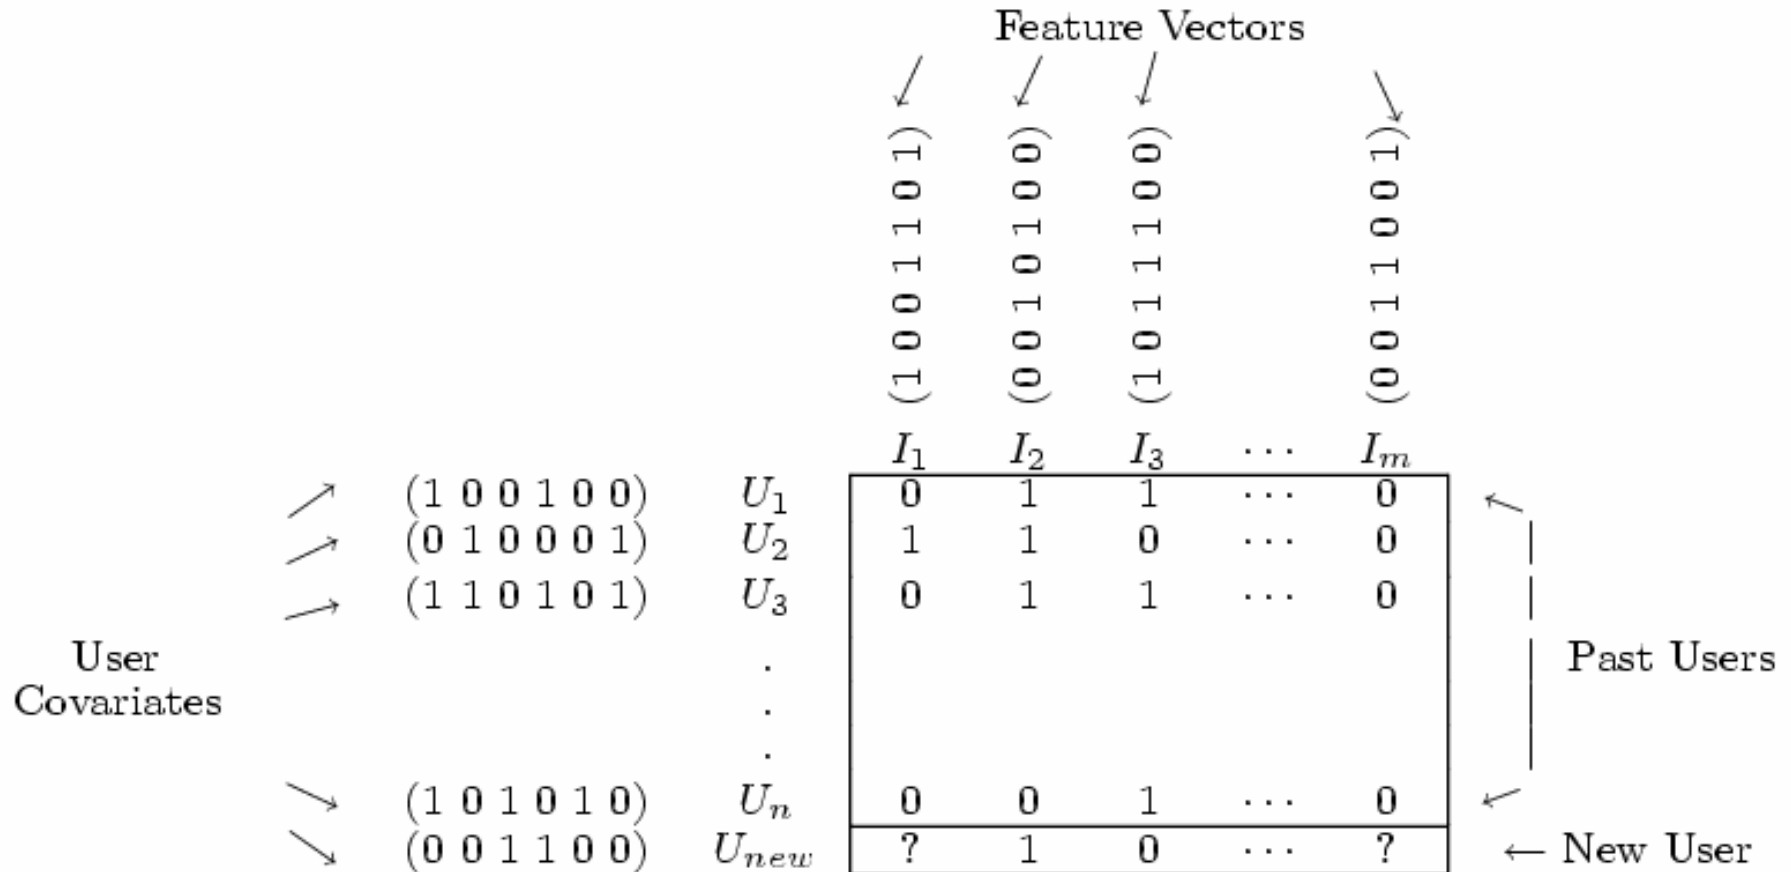 Feature Vectors
(1 0 0 1 1 0 1)
(0 0 1 0 1 0 0)
(1 0 1 1 1 0 0)
(0 0 1 1 0 0 1)
I1 I2 I3 ··· Im
(1 0 0 1 0 0) U1 0 1 1 ··· 0
(0 1 0 0 0 1) U2 1 1 0 ··· 0
(1 1 0 1 0 1) U3 0 1 1 ··· 0
User
Covariates
.
.
.
Past Users
(1 0 1 0 1 0) Un 0 0 1 ··· 0
(0 0 1 1 0 0) Unew ? 1 0 ··· ? ← New User